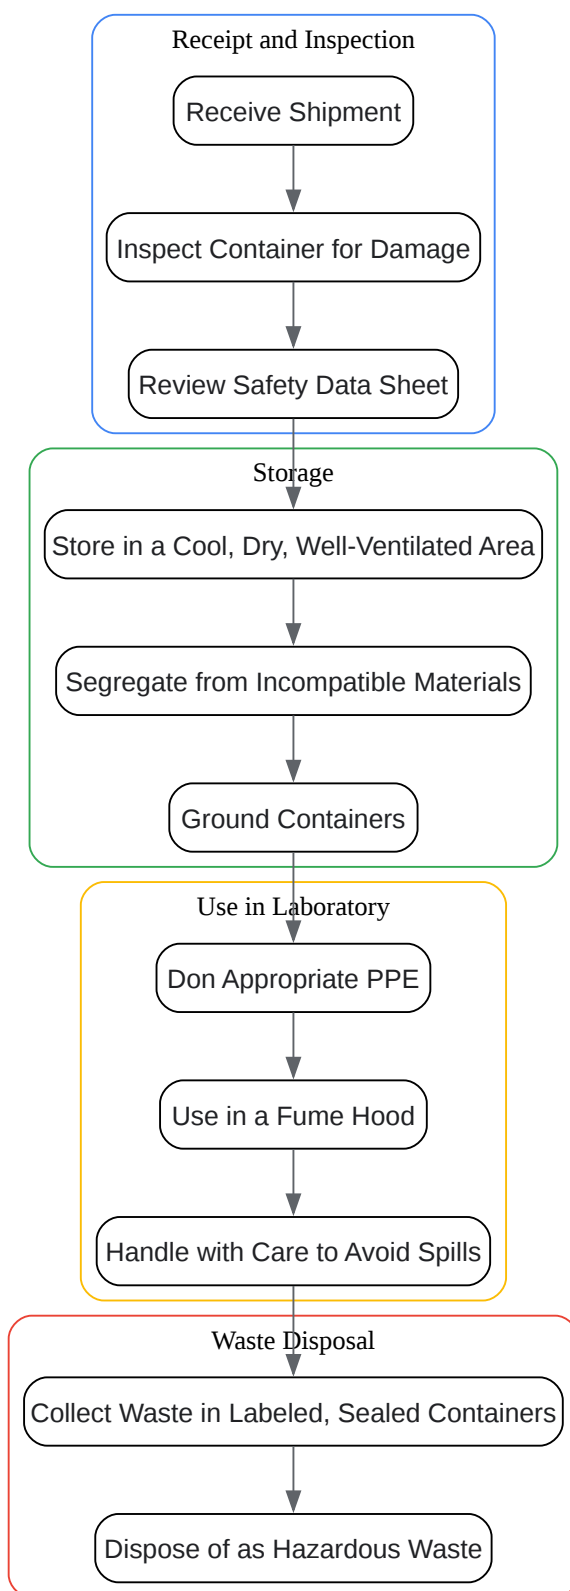 Receipt and Inspection
Receive Shipment
Inspect Container for Damage
Review Safety Data Sheet
Storage
Store in a Cool, Dry, Well-Ventilated Area
Segregate from Incompatible Materials
Ground Containers
Use in Laboratory
Don Appropriate PPE
Use in a Fume Hood
Handle with Care to Avoid Spills
Waste Disposal
Collect Waste in Labeled, Sealed Containers
Dispose of as Hazardous Waste